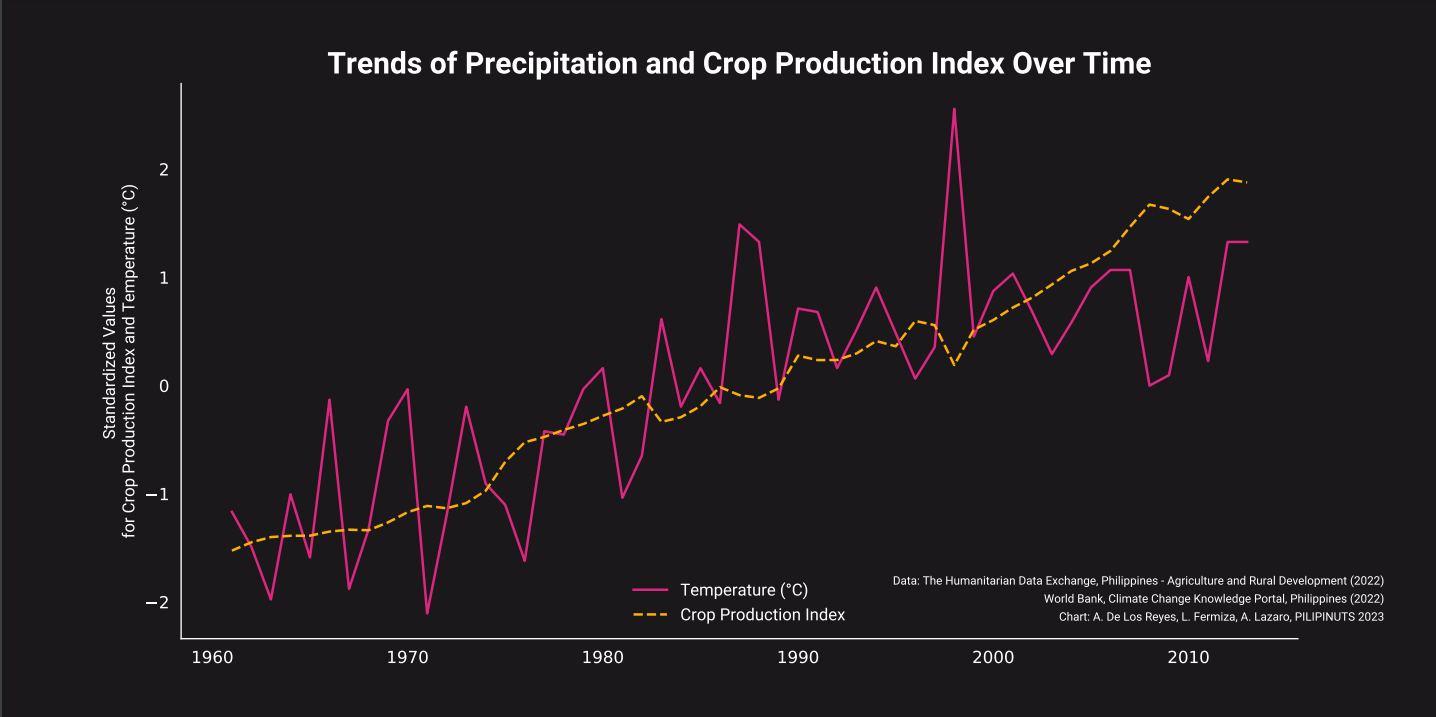 Trends of Precipitation and Crop Production Index Over Time
Standardized Values
for Crop Production Index and Temperature (°C)
2
1
0
−1
−2
Temperature (°C)
Crop Production Index
Data: The Humanitarian Data Exchange, Philippines - Agriculture and Rural Development (2022)
World Bank, Climate Change Knowledge Portal, Philippines (2022)
Chart: A. De Los Reyes, L. Fermiza, A. Lazaro, PILIPINUTS 2023
1960 1970 1980 1990 2000 2010